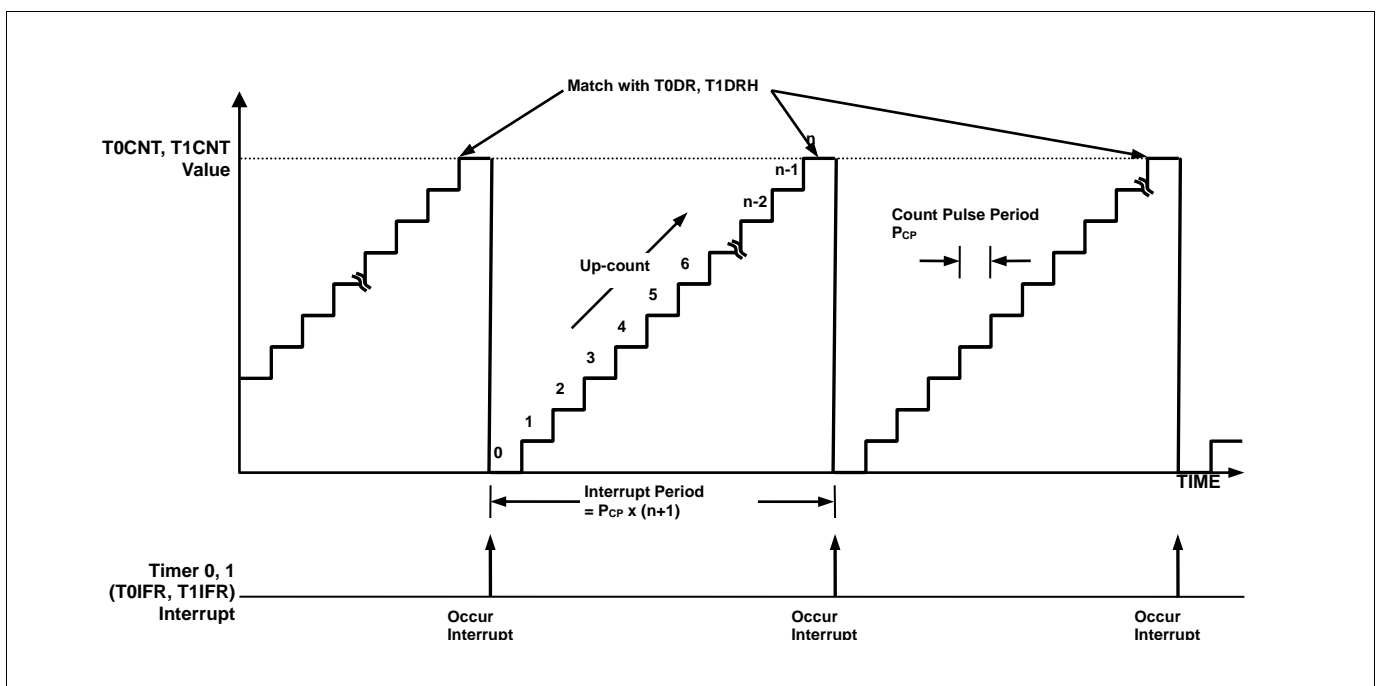 Match with T0DR, T1DRH
T0CNT, T1CNT
Value
n
n-1
n-2
Count Pulse Period
PCP
Up-count
6
5
4
3
2
1
0
TIME
Interrupt Period
= PCP x (n+1)
Timer 0, 1
(T0IFR, T1IFR)
Interrupt
Occur
Interrupt
Occur
Interrupt
Occur
Interrupt